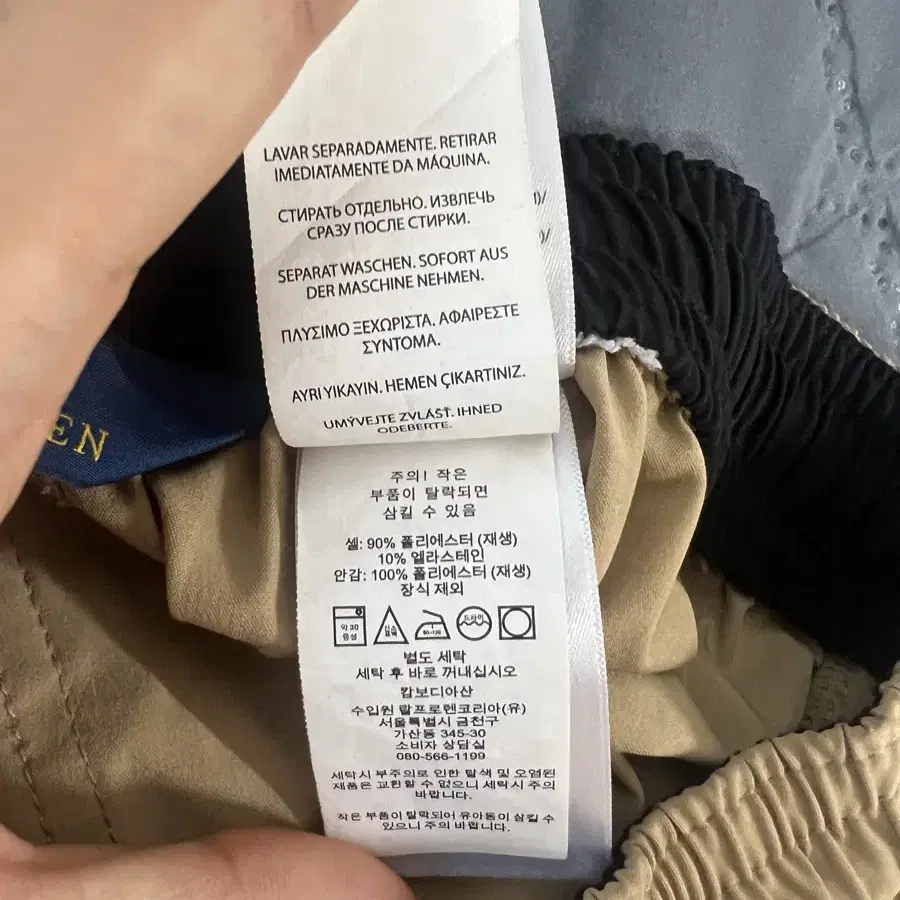 LAVAR SEPARADAMENTE. RETIRAR
IMEDIATAMENTE DA MÁQUINA.
СТИРАТЬ ОТДЕЛЬНО. ИЗВЛЕЧЬ
СРАЗУ ПОСЛЕ СТИРКИ.
SEPARAT WASCHEN. SOFORT AUS
DER MASCHINE NEHMEN.
ΠΛΥΣΙΜΟ ΞΕΧΩΡΙΣΤΑ. ΑΦΑΙΡΕΣΤΕ
ΣΥΝΤΟΜΑ.
AYRI YIKAYIN. HEMEN ÇIKARTINIZ.
UMÝVEJTE ZVLÁŠŤ. IHNED
ODEBERTE.
EN
주의! 작은
부품이 탈락되면
삼킬 수 있음
셸: 90% 폴리에스터 (재생)
10% 엘라스테인
안감: 100% 폴리에스터 (재생)
장식 제외
약 30
중성
산소
표백
80-120
드라이
별도 세탁
세탁 후 바로 꺼내십시오
캄보디아산
수입원 랄프로렌코리아(유)
서울특별시 금천구
가산동 345-30
소비자 상담실
080-566-1199
세탁시 부주의로 인한 탈색 및 오염된
제품은 교환할 수 없으니 세탁시 주의
바랍니다.
작은 부품이 탈락되어 유아동이 삼킬 수
있으니 주의 바랍니다.